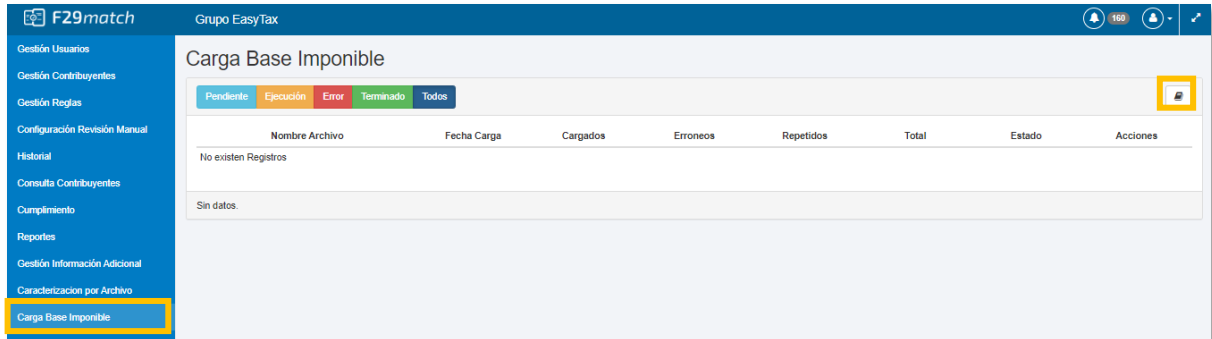 F29match
Grupo EasyTax
160
Gestión Usuarios
Gestión Contribuyentes
Gestión Reglas
Configuración Revisión Manual
Historial
Consulta Contribuyentes
Cumplimiento
Reportes
Gestión Información Adicional
Caracterizacion por Archivo
Carga Base Imponible
Carga Base Imponible
Pendiente Ejecución Error Terminado Todos
Nombre Archivo Fecha Carga Cargados Erroneos Repetidos Total Estado Acciones
No existen Registros
Sin datos.